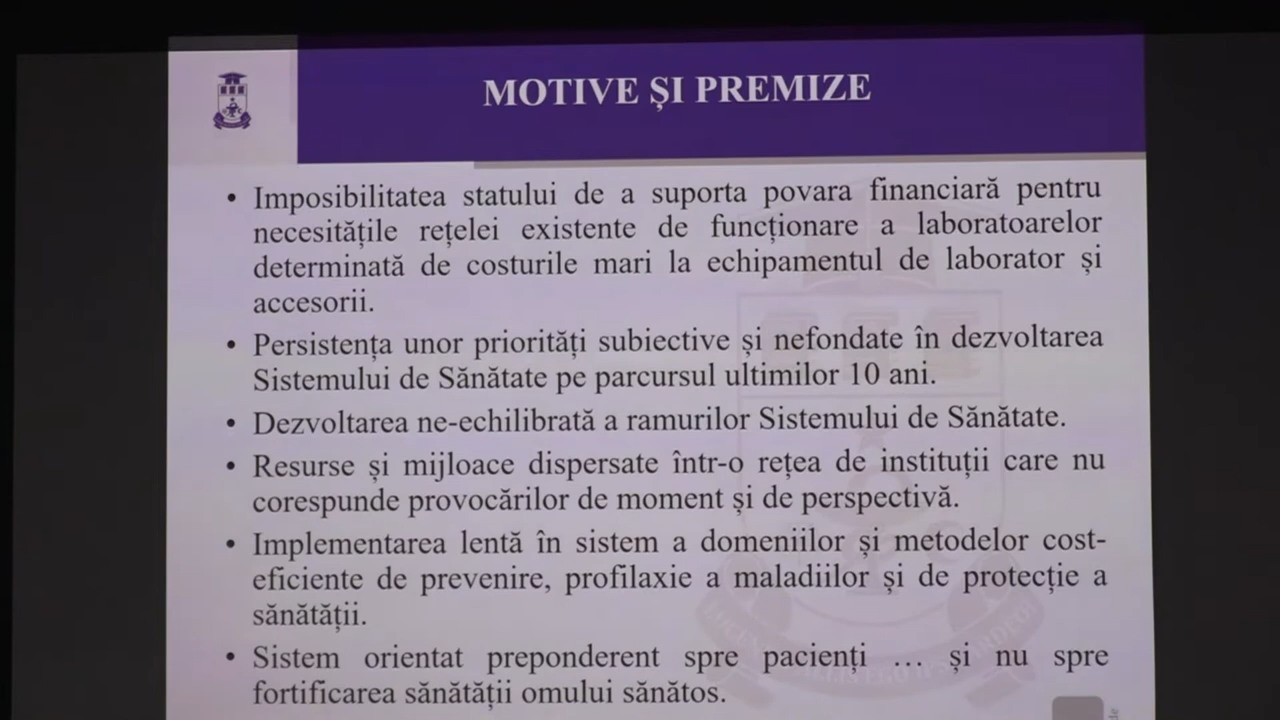 MOTIVE ȘI PREMIZE
• Imposibilitatea statului de a suporta povara financiară pentru
necesitățile rețelei existente de funcționare a laboratoarelor
determinată de costurile mari la echipamentul de laborator și
accesorii.
• Persistența unor priorități subiective și nefondate în dezvoltarea
Sistemului de Sănătate pe parcursul ultimilor 10 ani.
• Dezvoltarea ne-echilibrată a ramurilor Sistemului de Sănătate.
• Resurse și mijloace dispersate într-o rețea de instituții care nu
corespunde provocărilor de moment și de perspectivă.
• Implementarea lentă în sistem a domeniilor și metodelor cost-
eficiente de prevenire, profilaxie a maladiilor și de protecție a
sănătății.
• Sistem orientat preponderent spre pacienți … și nu spre
fortificarea sănătății omului sănătos.